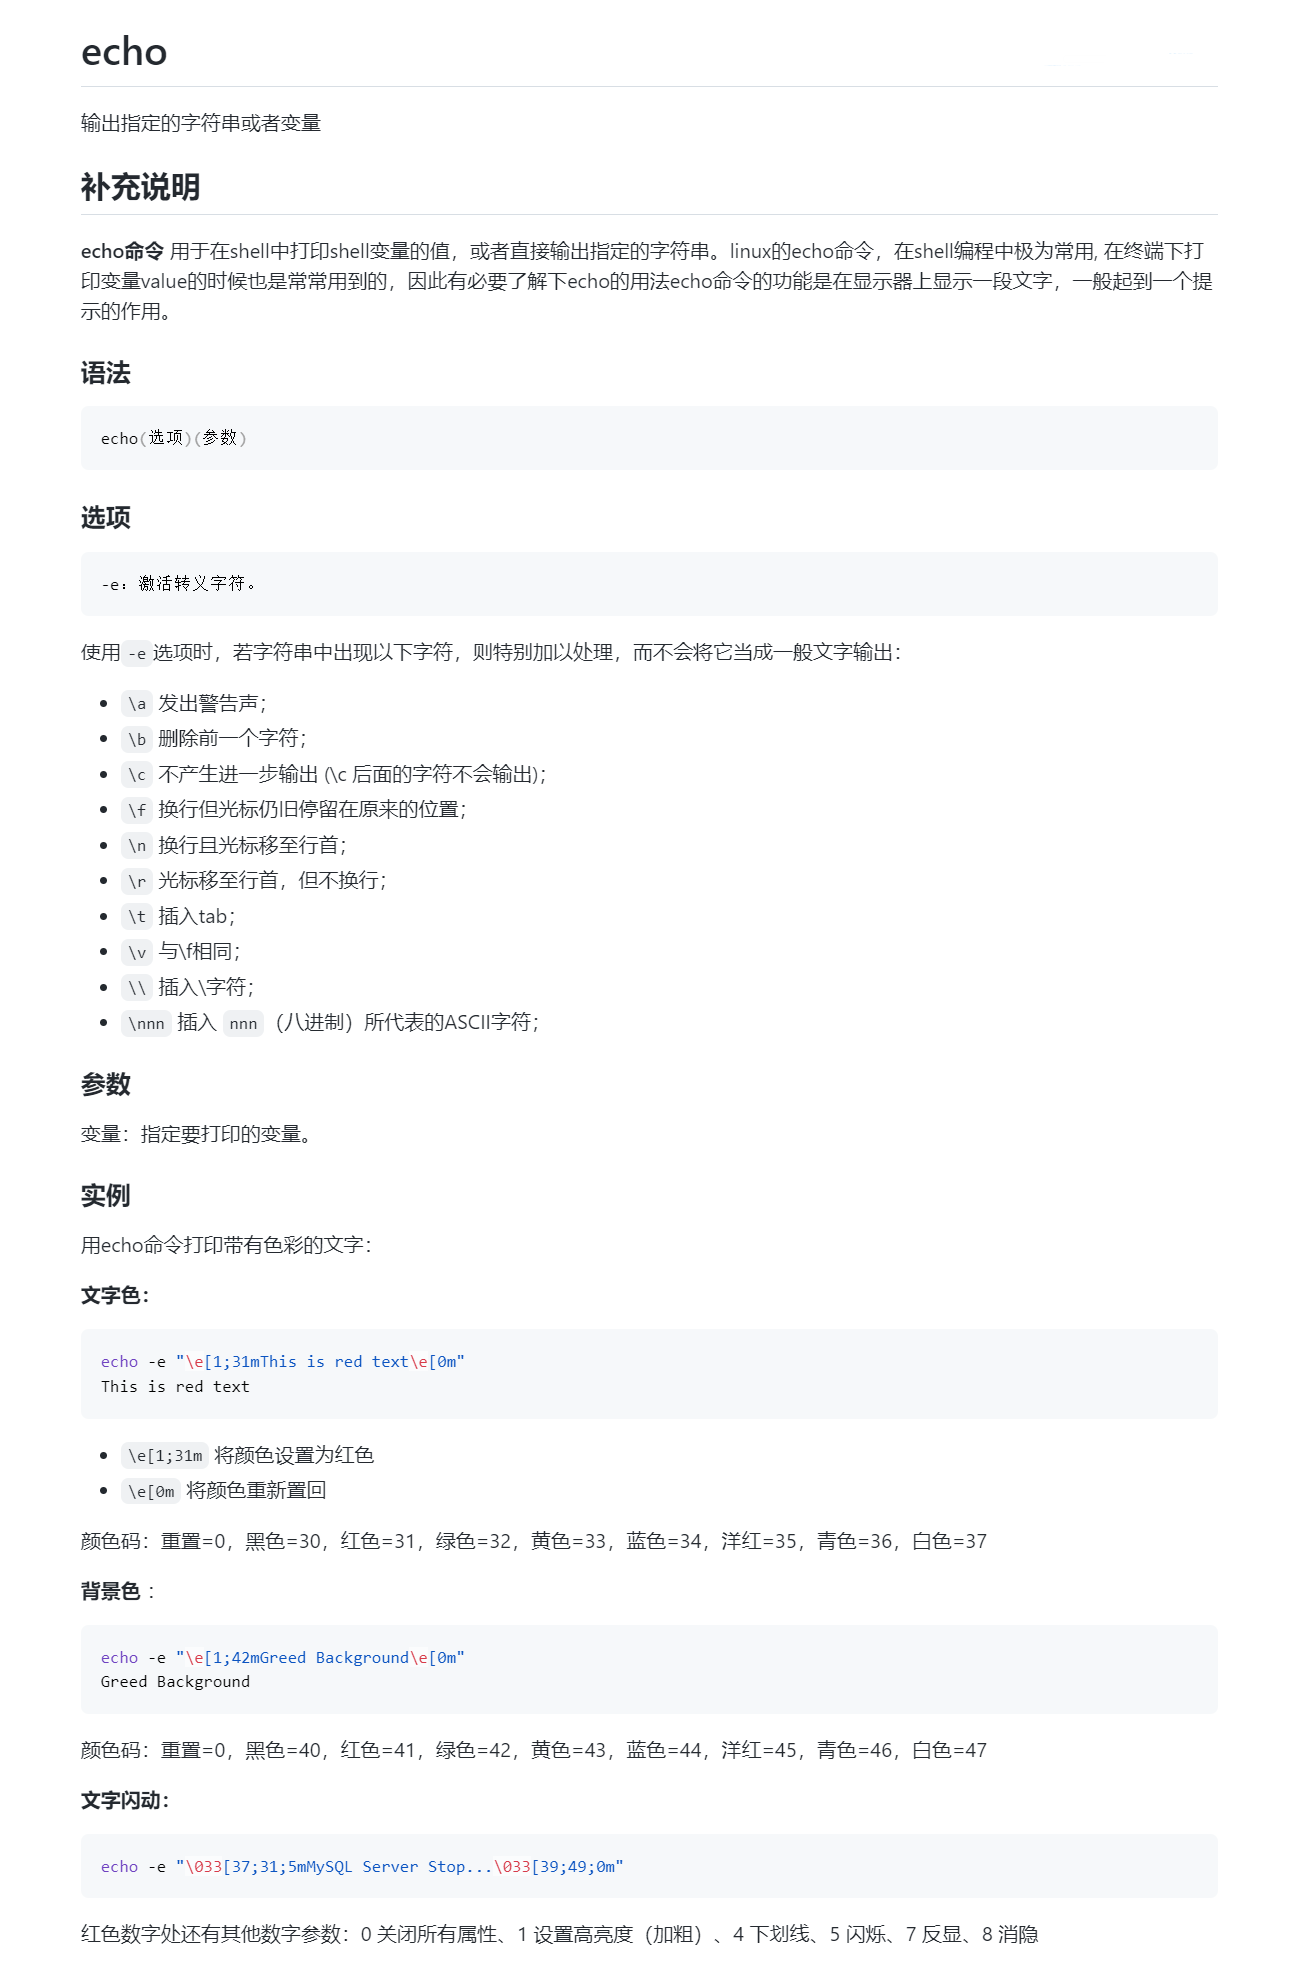 echo
输出指定的字符串或者变量
补充说明
echo命令 用于在shell中打印shell变量的值，或者直接输出指定的字符串。linux的echo命令，在shell编程中极为常用, 在终端下打
印变量value的时候也是常常用到的，因此有必要了解下echo的用法echo命令的功能是在显示器上显示一段文字，一般起到一个提
示的作用。
语法
echo(选项)(参数)
选项
-e：激活转义字符。
使用-e选项时，若字符串中出现以下字符，则特别加以处理，而不会将它当成一般文字输出：
\a 发出警告声；
\b 删除前一个字符；
\c 不产生进一步输出 (\c 后面的字符不会输出)；
\f 换行但光标仍旧停留在原来的位置；
\n 换行且光标移至行首；
\r 光标移至行首，但不换行；
\t 插入tab；
\v 与\f相同；
\\ 插入\字符；
\nnn 插入 nnn（八进制）所代表的ASCII字符；
参数
变量：指定要打印的变量。
实例
用echo命令打印带有色彩的文字：
文字色：
echo -e "\e[1;31mThis is red text\e[0m"
This is red text
\e[1;31m 将颜色设置为红色
\e[0m 将颜色重新置回
颜色码：重置=0，黑色=30，红色=31，绿色=32，黄色=33，蓝色=34，洋红=35，青色=36，白色=37
背景色 ：
echo -e "\e[1;42mGreed Background\e[0m"
Greed Background
颜色码：重置=0，黑色=40，红色=41，绿色=42，黄色=43，蓝色=44，洋红=45，青色=46，白色=47
文字闪动：
echo -e "\033[37;31;5mMySQL Server Stop...\033[39;49;0m"
红色数字处还有其他数字参数：0 关闭所有属性、1 设置高亮度（加粗）、4 下划线、5 闪烁、7 反显、8 消隐